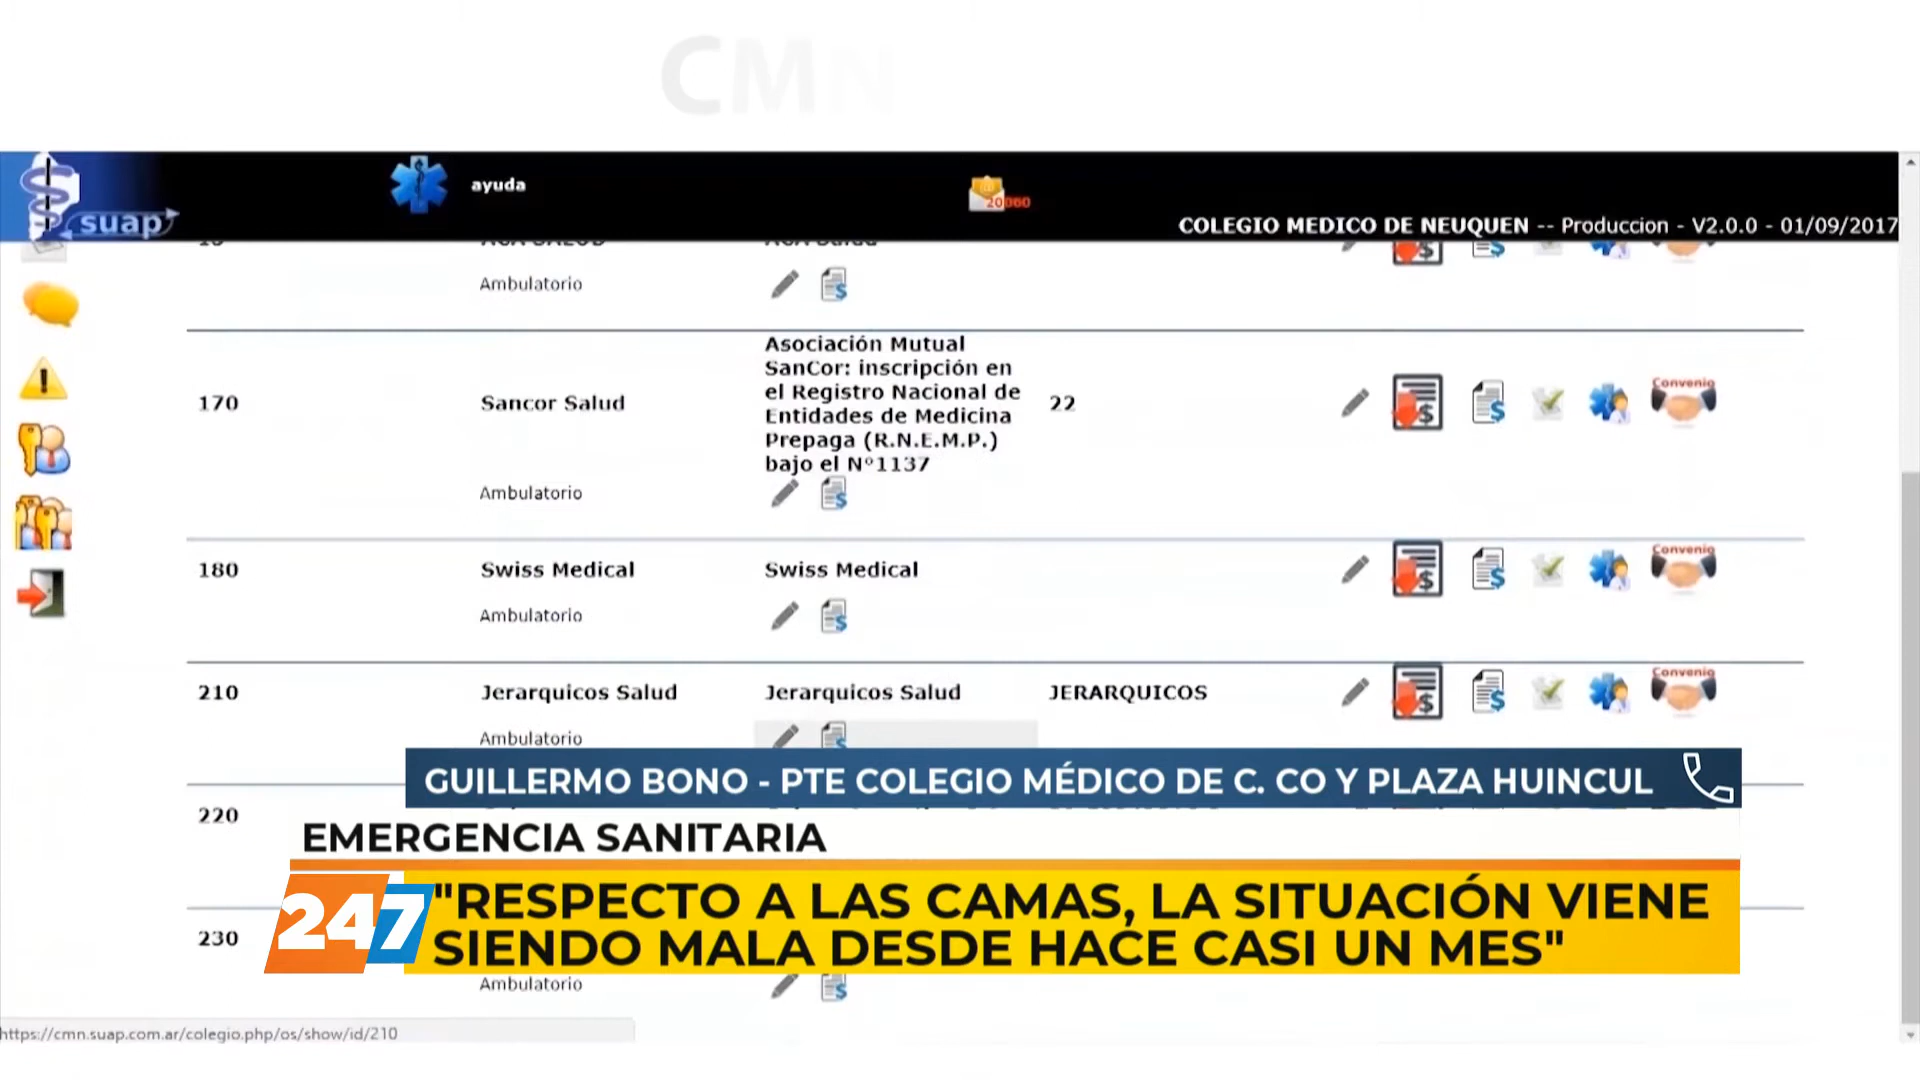 CMN
suap
ayuda
20060
COLEGIO MEDICO DE NEUQUEN -- Produccion - V2.0.0 - 01/09/2017
Ambulatorio
Asociación Mutual
SanCor: inscripción en
el Registro Nacional de
Entidades de Medicina
Prepaga (R.N.E.M.P.)
bajo el Nº1137
170 Sancor Salud 22 Convenio
Ambulatorio
180 Swiss Medical Swiss Medical Convenio
Ambulatorio
210 Jerarquicos Salud Jerarquicos Salud JERARQUICOS Convenio
Ambulatorio
GUILLERMO BONO - PTE COLEGIO MÉDICO DE C. CO Y PLAZA HUINCUL
220
EMERGENCIA SANITARIA
247
"RESPECTO A LAS CAMAS, LA SITUACIÓN VIENE
SIENDO MALA DESDE HACE CASI UN MES"
230
Ambulatorio
https://cmn.suap.com.ar/colegio.php/os/show/id/210